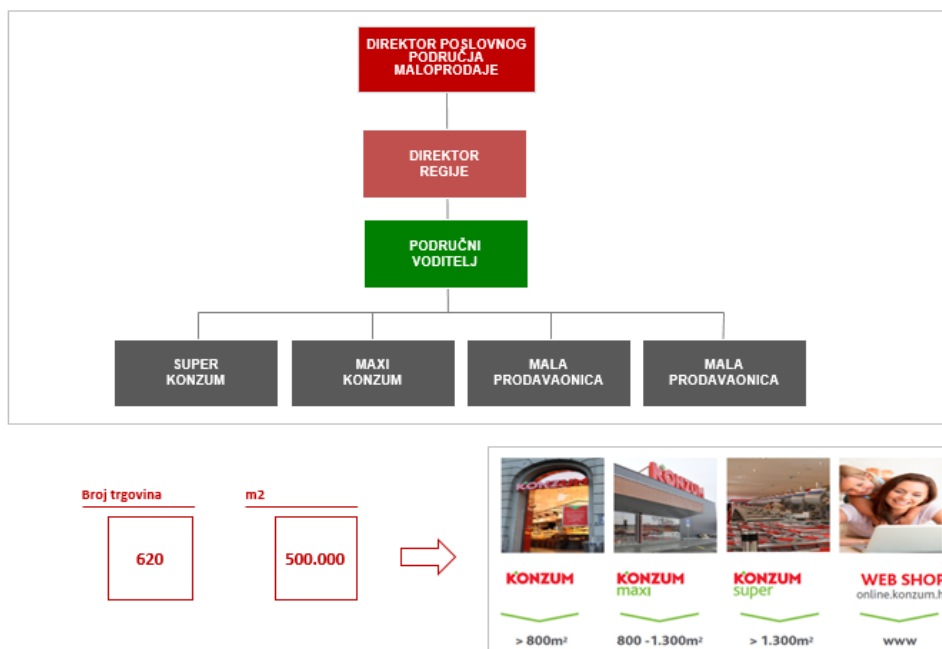 DIREKTOR POSLOVNOG
PODRUČJA
MALOPRODAJE
DIREKTOR
REGIJE
PODRUČNI
VODITELJ
SUPER
KONZUM
MAXI
KONZUM
MALA
PRODAVAONICA
MALA
PRODAVAONICA
Broj trgovina
m2
620
500.000
KONZUM
KONZUM
KONZUM
maxi
KONZUM
super
WEB SHOP
online.konzum.h
> 800m²
800 -1.300m²
> 1.300m²
www